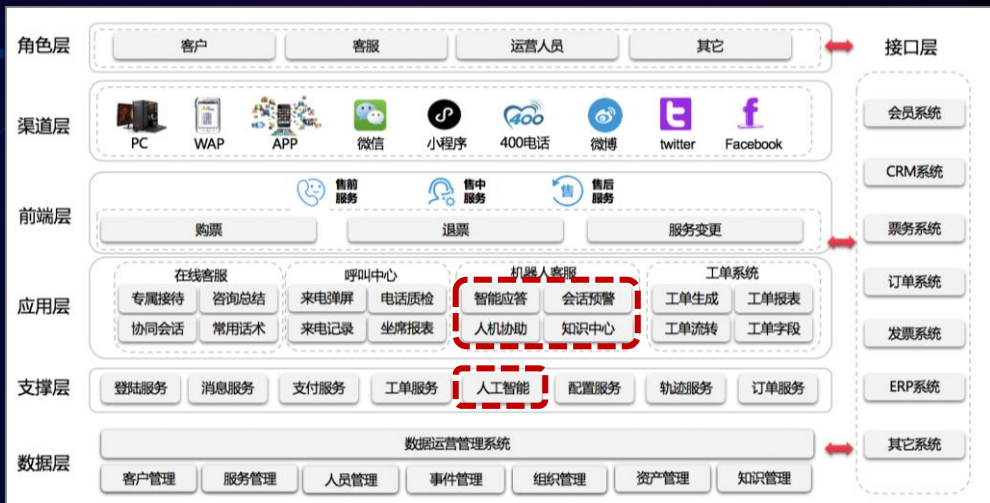 角色层
客户 客服 运营人员 其它
接口层
渠道层
400
PC WAP APP 微信 小程序 400电话 微博 twitter Facebook
前端层
售前服务
售中服务
售
售后服务
购票 退票 服务变更
应用层
在线客服 呼叫中心 机器人客服 工单系统
专属接待 咨询总结 来电弹屏 电话质检 智能应答 会话预警 工单生成 工单报表
协同会话 常用话术 来电记录 坐席报表 人机协助 知识中心 工单流转 工单字段
支撑层
登陆服务 消息服务 支付服务 工单服务 人工智能 配置服务 轨迹服务 订单服务
数据层
数据运营管理系统
客户管理 服务管理 人员管理 事件管理 组织管理 资产管理 知识管理
会员系统
CRM系统
票务系统
订单系统
发票系统
ERP系统
其它系统